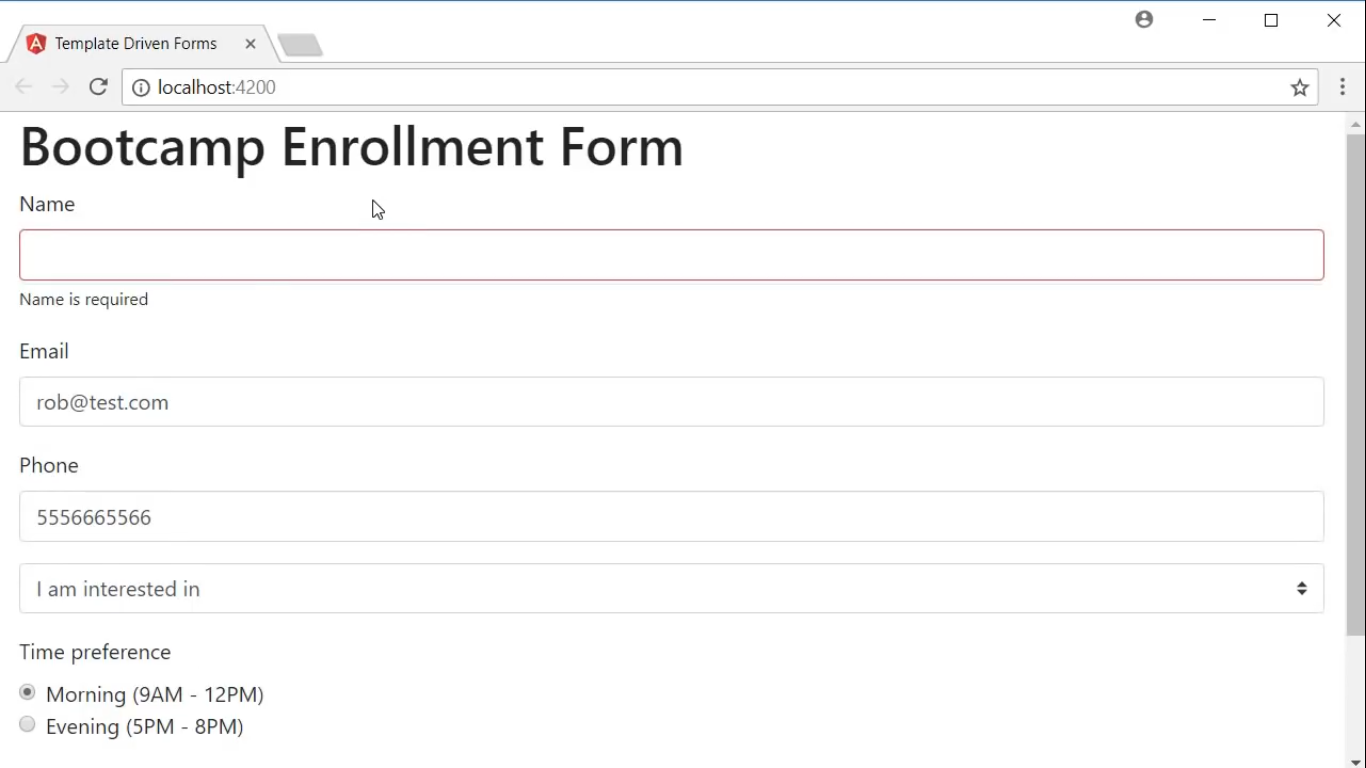 Template Driven Forms
localhost:4200
Bootcamp Enrollment Form
Name
Name is required
Email
rob@test.com
Phone
5556665566
I am interested in
Time preference
Morning (9AM - 12PM)
Evening (5PM - 8PM)